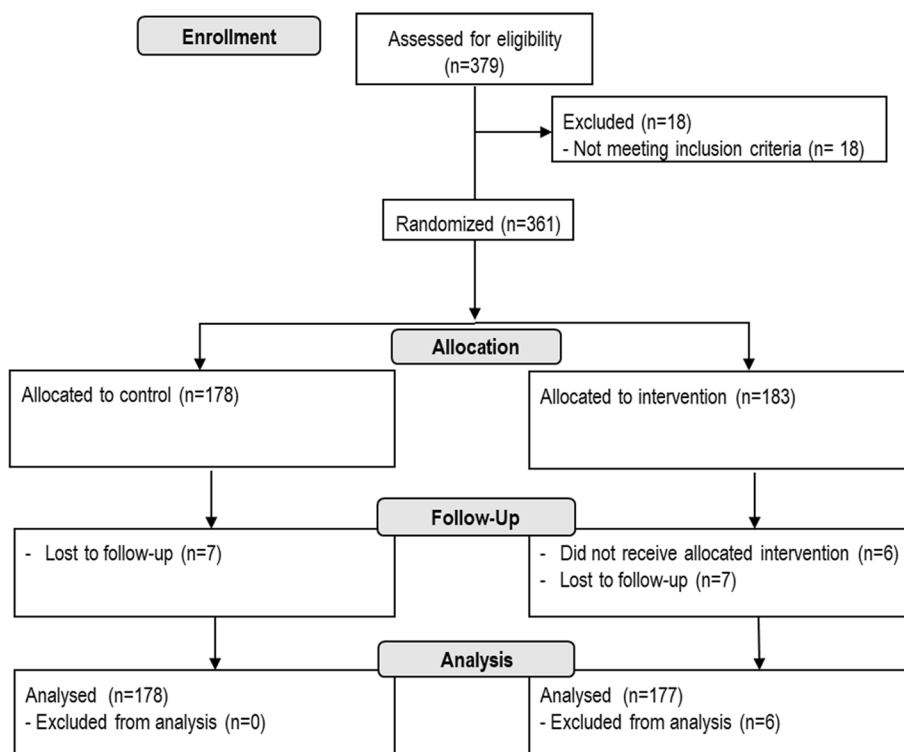 Enrollment
Assessed for eligibility
(n=379)
Excluded (n=18)
- Not meeting inclusion criteria (n= 18)
Randomized (n=361)
Allocation
Allocated to control (n=178)
Allocated to intervention (n=183)
Follow-Up
- Lost to follow-up (n=7)
- Did not receive allocated intervention (n=6)
- Lost to follow-up (n=7)
Analysis
Analysed (n=178)
- Excluded from analysis (n=0)
Analysed (n=177)
- Excluded from analysis (n=6)